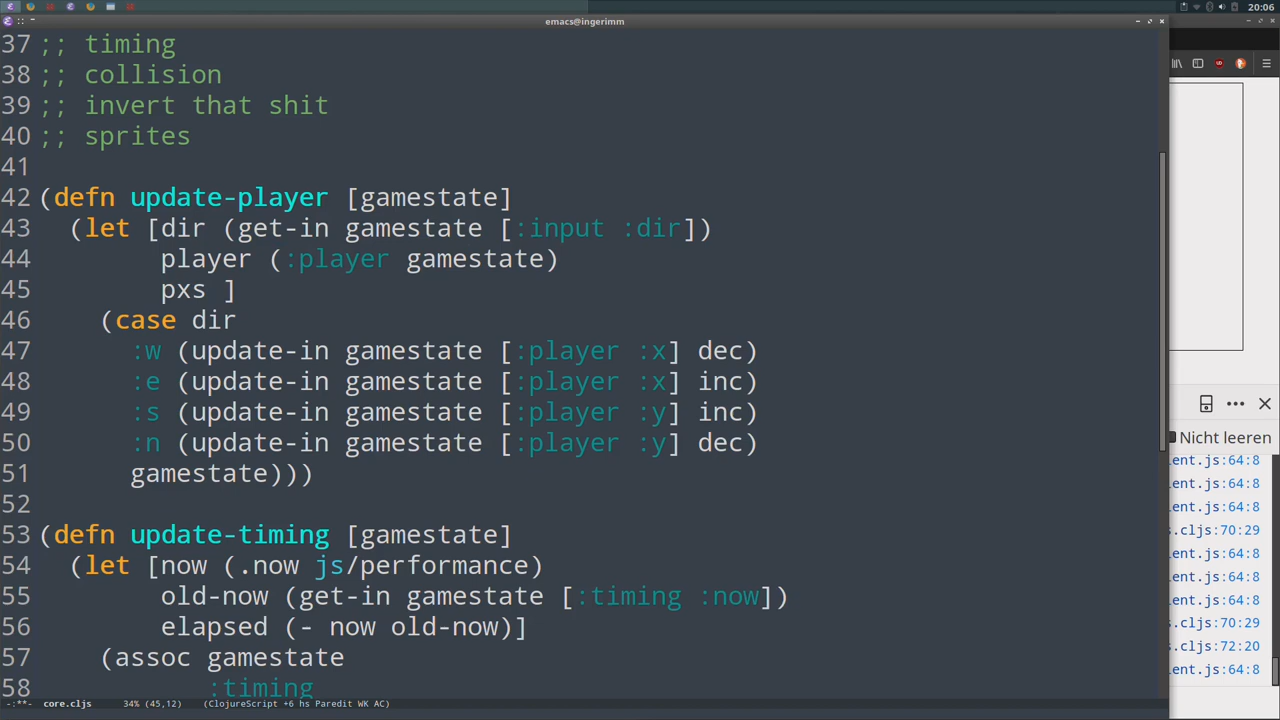 20:06
emacs@ingerimm
37 ;; timing
38 ;; collision
39 ;; invert that shit
40 ;; sprites
41
42 (defn update-player [gamestate]
43 (let [dir (get-in gamestate [:input :dir])
44 player (:player gamestate)
45 pxs ]
46 (case dir
47 :w (update-in gamestate [:player :x] dec)
48 :e (update-in gamestate [:player :x] inc)
49 :s (update-in gamestate [:player :y] inc)
50 :n (update-in gamestate [:player :y] dec)
51 gamestate)))
52
53 (defn update-timing [gamestate]
54 (let [now (.now js/performance)
55 old-now (get-in gamestate [:timing :now])
56 elapsed (- now old-now)]
57 (assoc gamestate
58 :timing
-:**- core.cljs 34% (45,12) (ClojureScript +6 hs Paredit WK AC)
Nicht leeren
ent.js:64:8
ent.js:64:8
ent.js:64:8
s.cljs:70:29
ent.js:64:8
ent.js:64:8
ent.js:64:8
s.cljs:70:29
s.cljs:72:20
ent.js:64:8